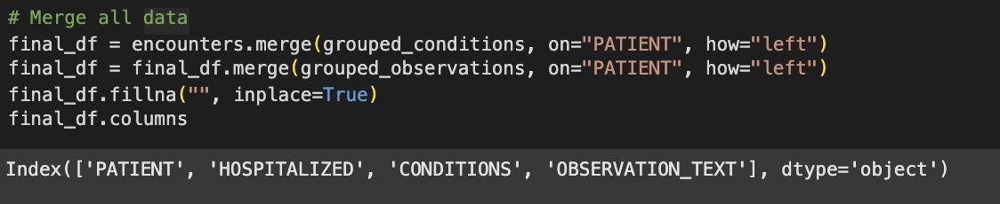 # Merge all data
final_df = encounters.merge(grouped_conditions, on="PATIENT", how="left")
final_df = final_df.merge(grouped_observations, on="PATIENT", how="left")
final_df.fillna("", inplace=True)
final_df.columns
Index(['PATIENT', 'HOSPITALIZED', 'CONDITIONS', 'OBSERVATION_TEXT'], dtype='object')